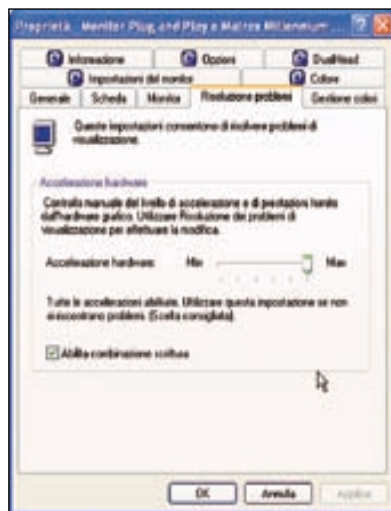 Proprietà - Monitor Plug and Play e Matrox Millennium ...
Informazione Opzioni DualHead
Impostazioni del monitor Colore
Generale Scheda Monitor Risoluzione problemi Gestione colori
Queste impostazioni consentono di risolvere problemi di
visualizzazione.
Accelerazione hardware
Controlla manuale del livello di accelerazione e di prestazioni fornito
dall'hardware grafico. Utilizzare Risoluzione dei problemi di
visualizzazione per effettuare la modifica.
Accelerazione hardware: Min Max
Tutte le accelerazioni abilitate. Utilizzare questa impostazione se non
si riscontrano problemi. (Scelta consigliata).
Abilita combinazione scrittura
OK Annulla Applica